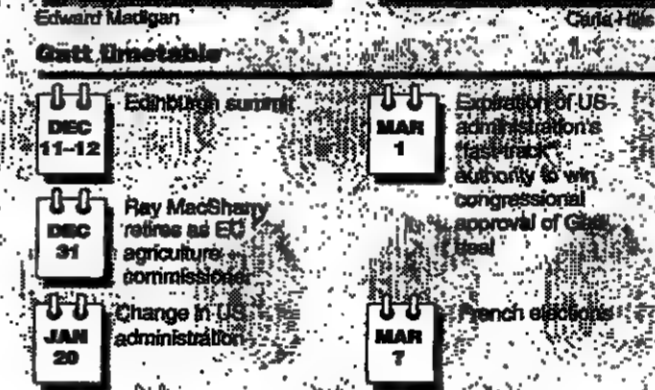 Edward Madigan
Carla Hills
Gatt timetable
DEC
11–12
Edinburgh summit
DEC
31
Ray MacSharry
retires as EC
agriculture
commissioner
JAN
20
Change in US
administration
MAR
1
Expiration of US
administration's
"fast-track"
authority to win
congressional
approval of Gatt
deal
MAR
7
French elections